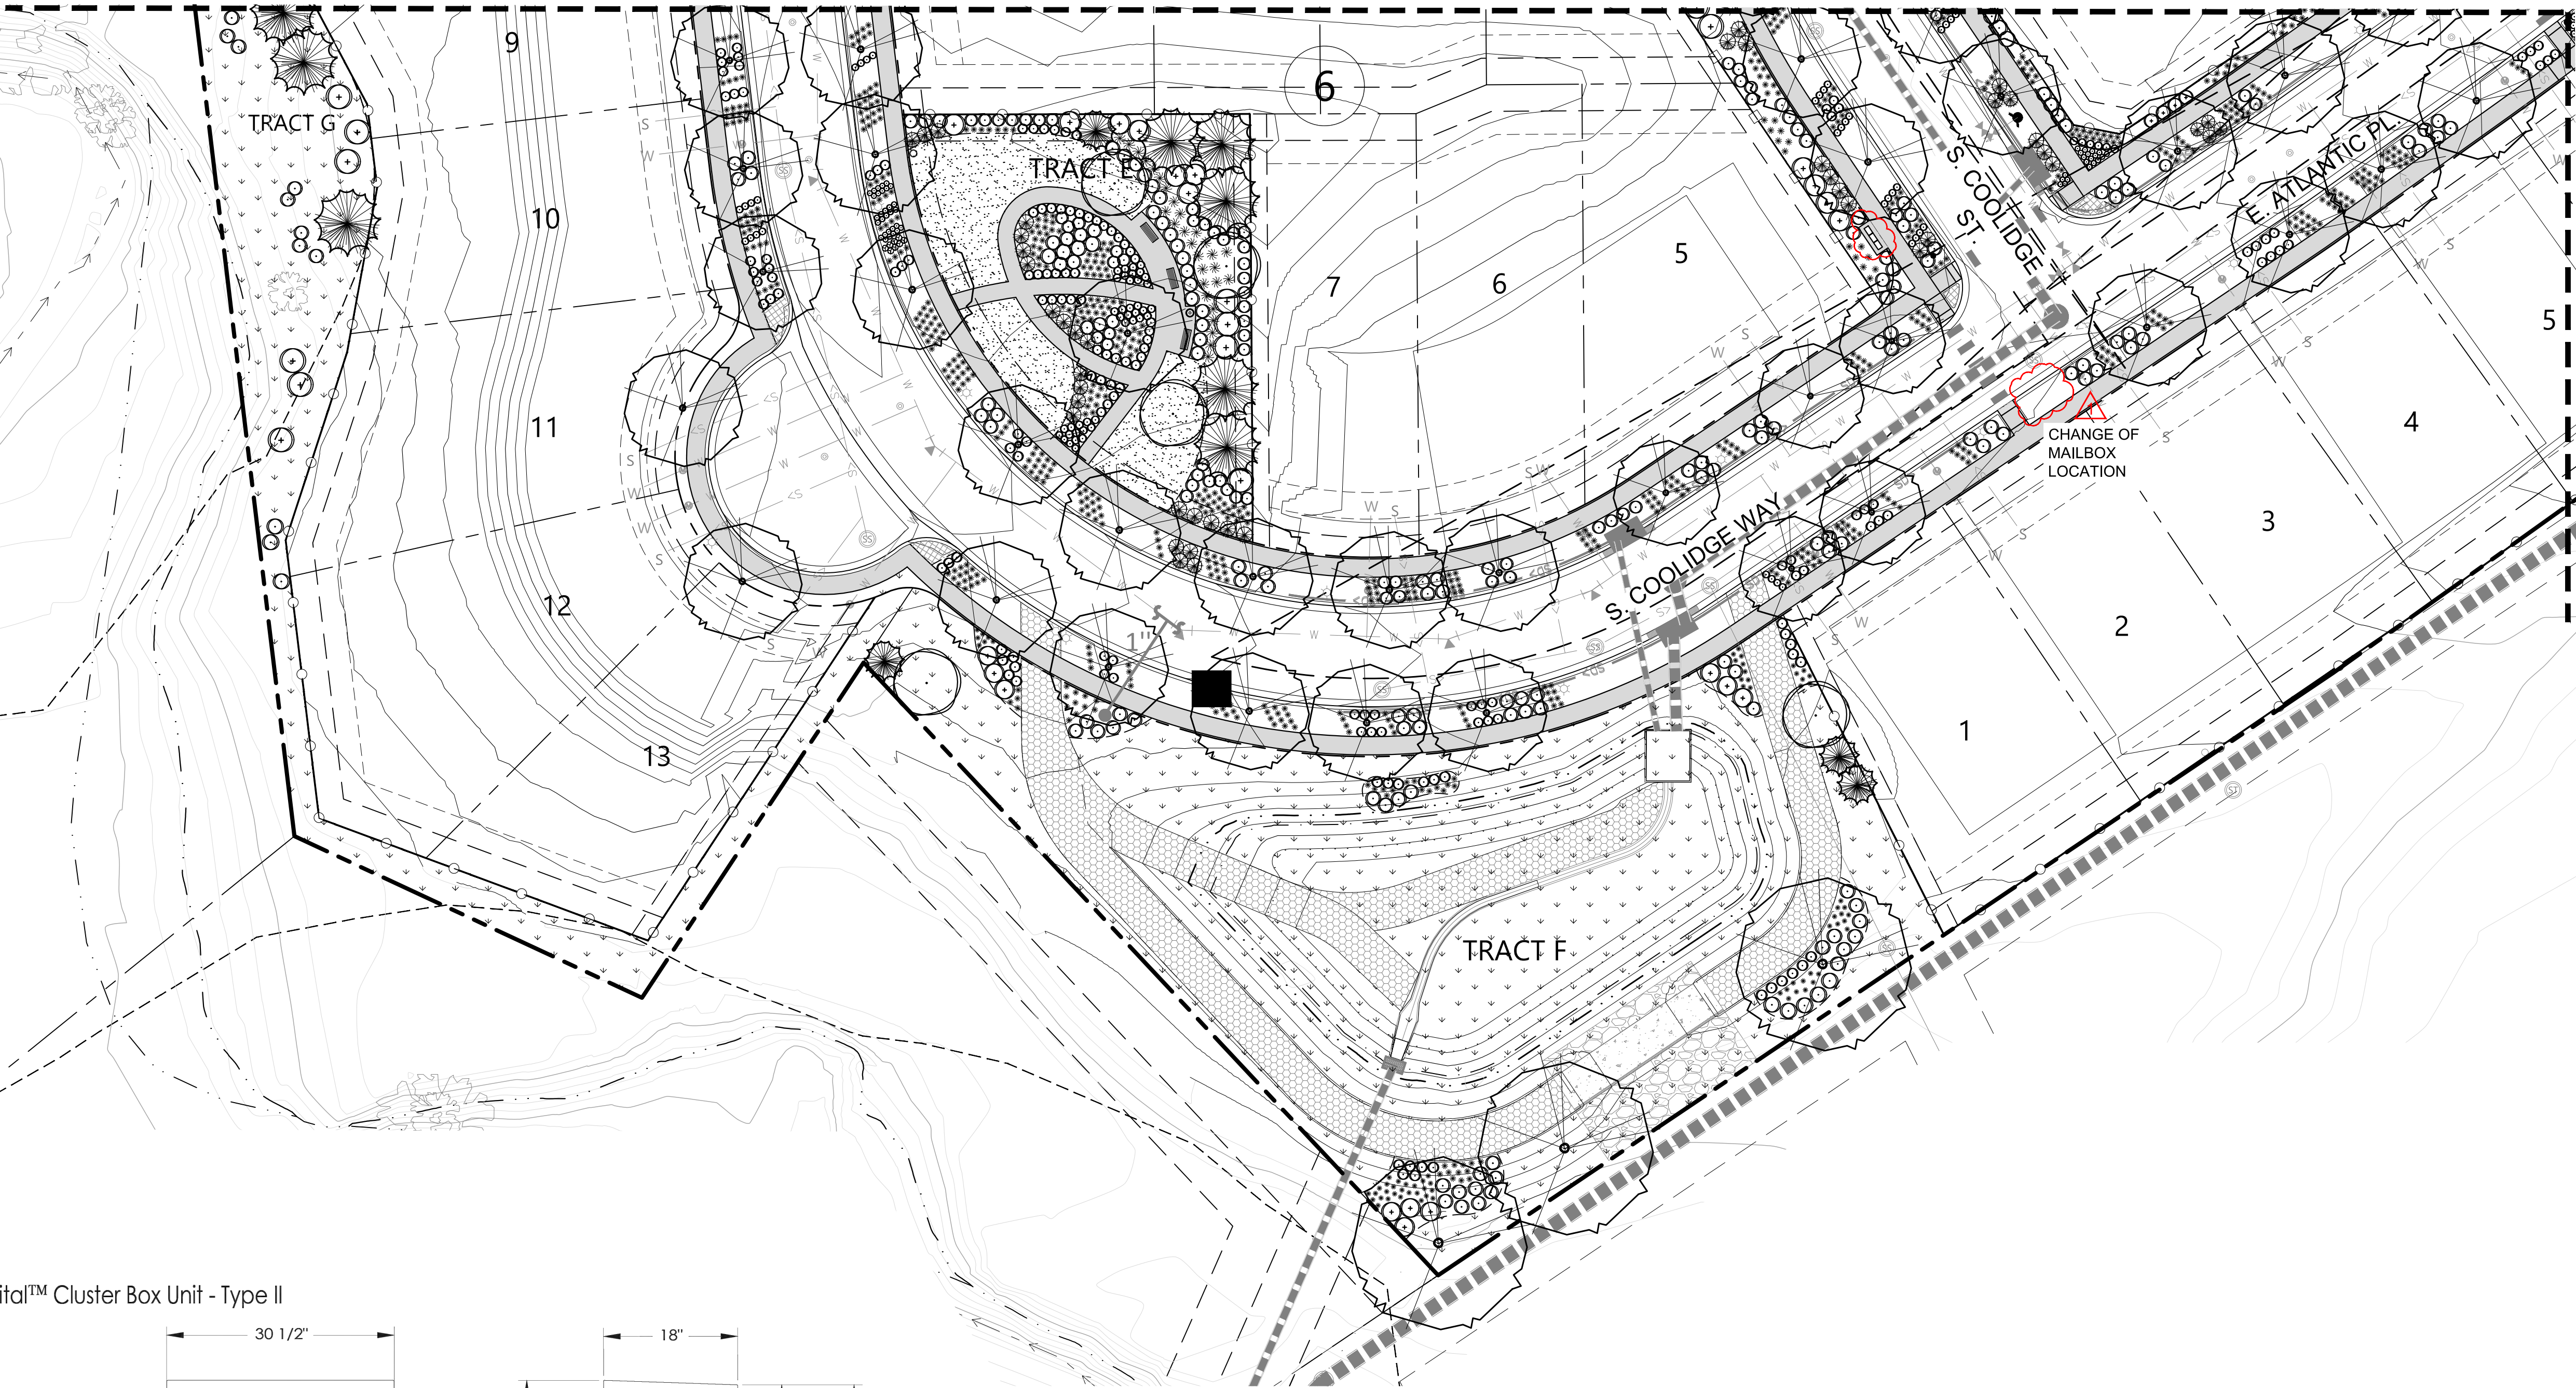 9
TRACT G
10
11
12
13
TRACT E
6
7
6
5
S. COOLIDGE
ST.
E. ATLANTIC PL.
5
4
3
2
1
CHANGE OF
MAILBOX
LOCATION
S. COOLIDGE WAY
1"
TRACT F
ital™ Cluster Box Unit - Type II
30 1/2"
18"